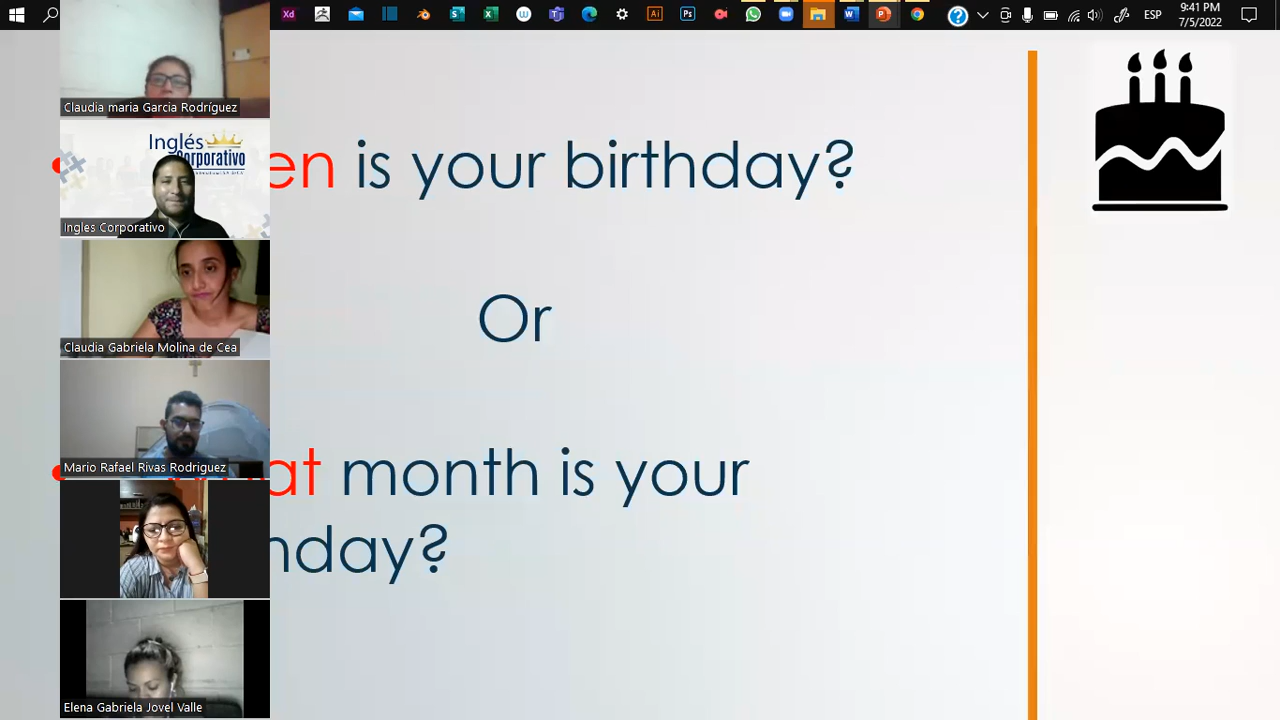 9:41 PM
ESP
7/5/2022
Claudia maria Garcia Rodríguez
Inglés
Corporativo
Ingles Corporativo
Claudia Gabriela Molina de Cea
Mario Rafael Rivas Rodriguez
Elena Gabriela Jovel Valle
en is your birthday?
Or
at month is your
hday?